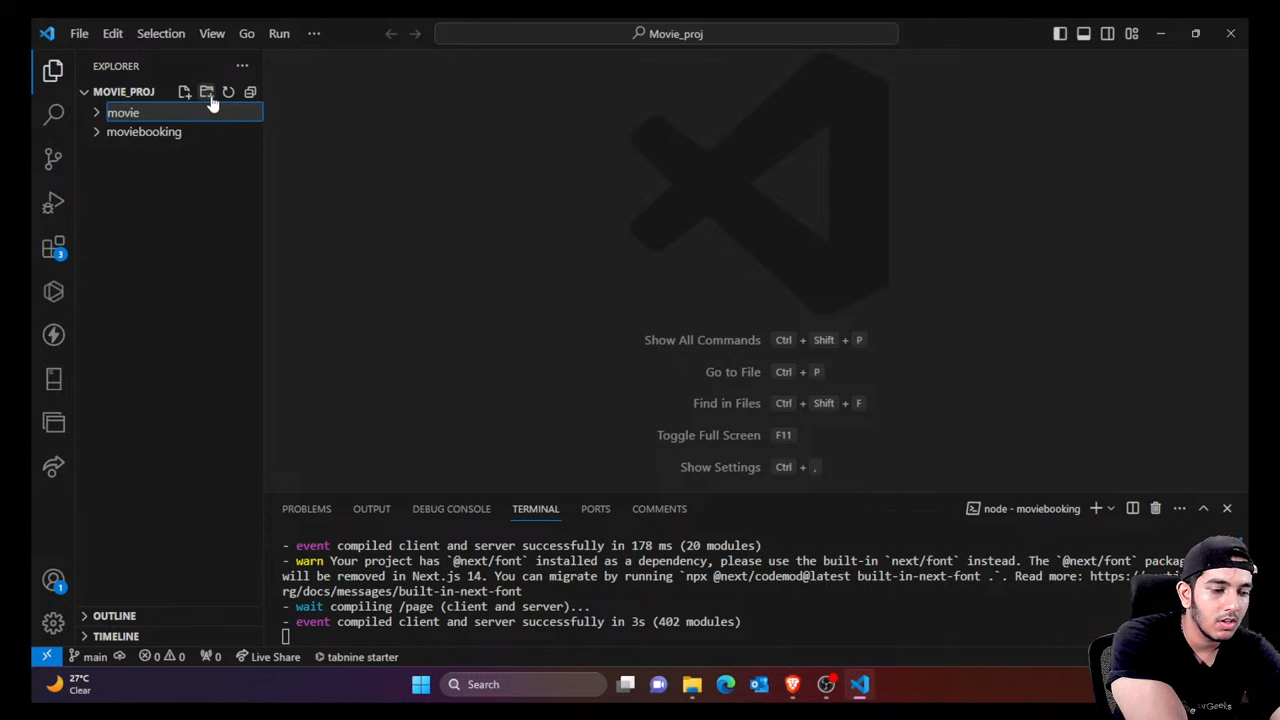 File Edit Selection View Go Run ··· Movie_proj
EXPLORER ···
MOVIE_PROJ
movie
moviebooking
3
Show All Commands Ctrl + Shift + P
Go to File Ctrl + P
Find in Files Ctrl + Shift + F
Toggle Full Screen F11
Show Settings Ctrl + ,
PROBLEMS OUTPUT DEBUG CONSOLE TERMINAL PORTS COMMENTS node - moviebooking ···
- event compiled client and server successfully in 178 ms (20 modules)
- warn Your project has `@next/font` installed as a dependency, please use the built-in `next/font` instead. The `@next/font` packag
will be removed in Next.js 14. You can migrate by running `npx @next/codemod@latest built-in-next-font .`. Read more: https:/
rg/docs/messages/built-in-next-font
- wait compiling /page (client and server)...
- event compiled client and server successfully in 3s (402 modules)
1
OUTLINE
TIMELINE
main 0 0 0 Live Share tabnine starter
27°C
Clear
Search